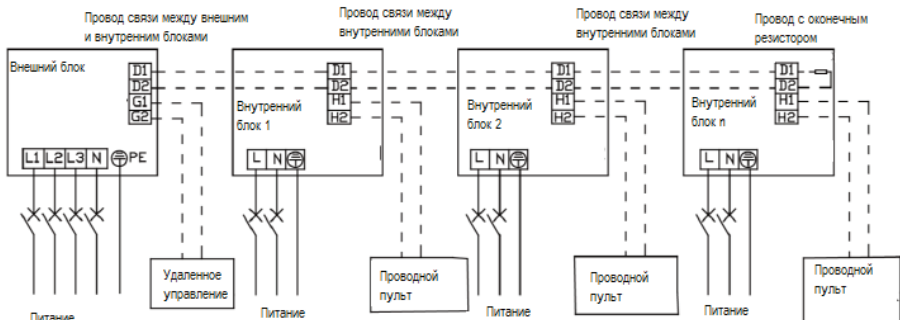 Провод связи между внешним
и внутренним блоками
Провод связи между
внутренними блоками
Провод связи между
внутренними блоками
Провод с оконечным
резистором
Внешний блок
D1
D2
G1
G2
L1 L2 L3 N PE
Удаленное
управление
Питание
Внутренний
блок 1
D1
D2
H1
H2
L N
Проводной
пульт
Питание
Внутренний
блок 2
D1
D2
H1
H2
L N
Проводной
пульт
Питание
Внутренний
блок n
D1
D2
H1
H2
L N
Проводной
пульт
Питание